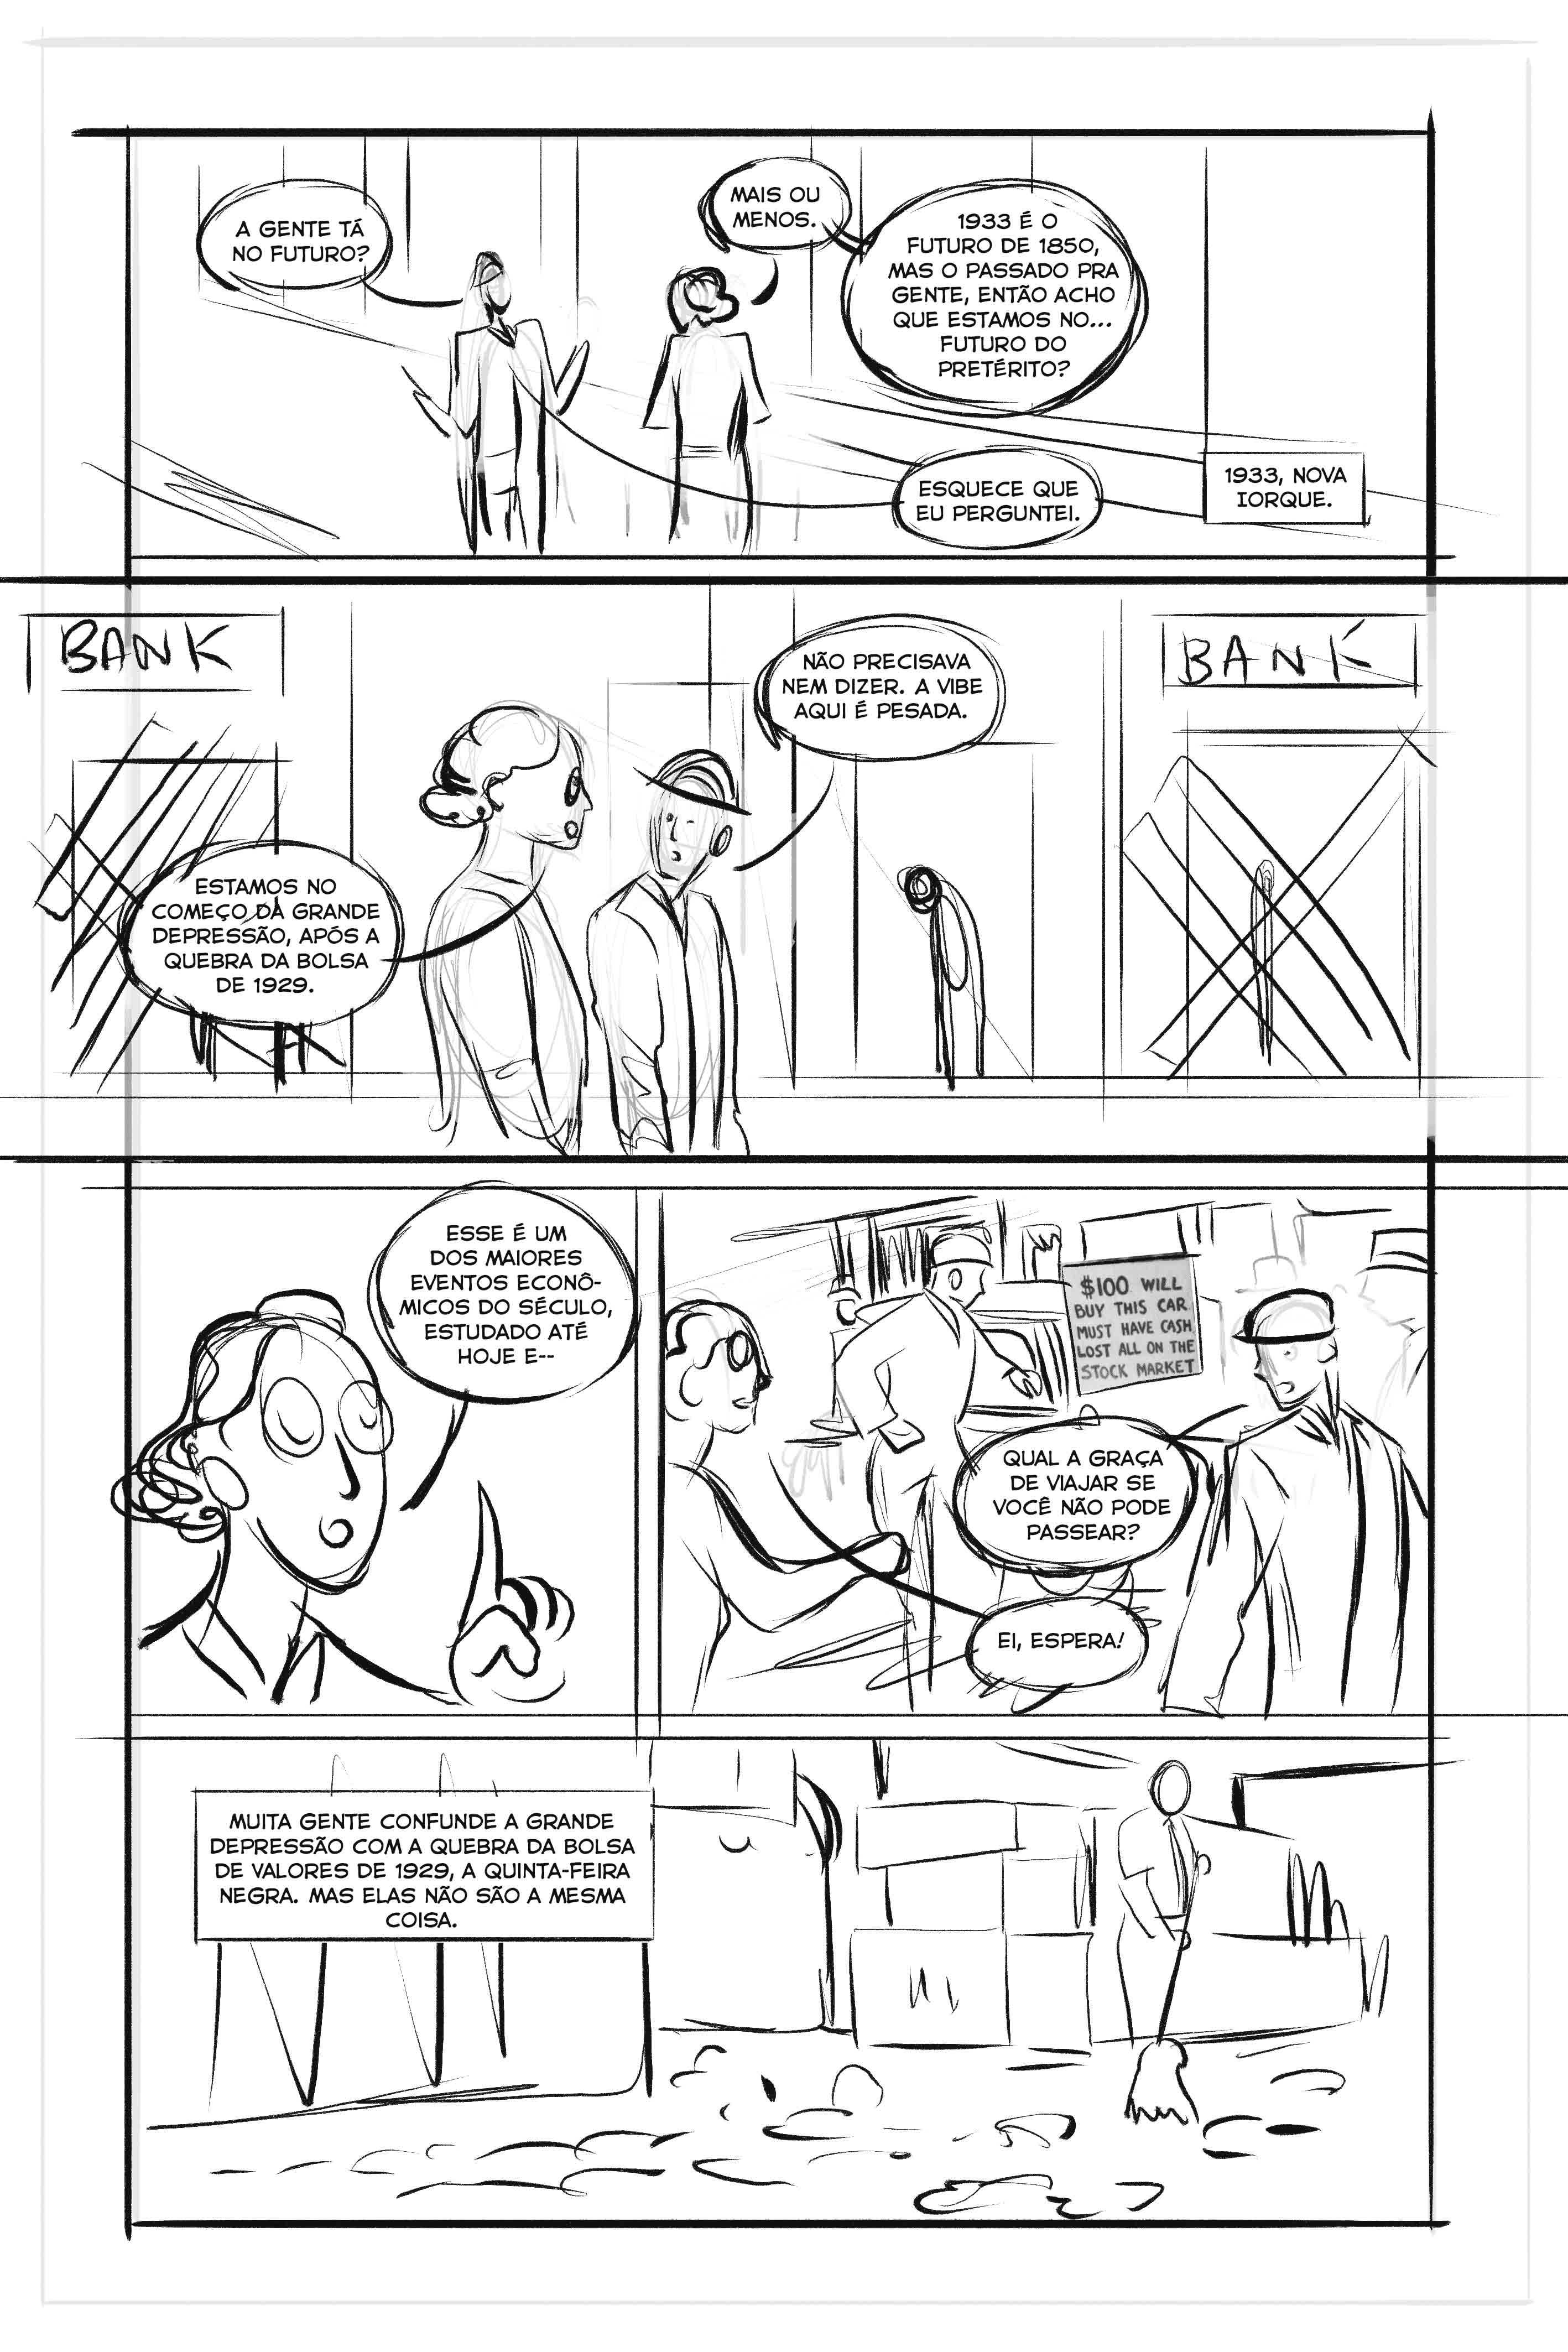 A GENTE TÁ
NO FUTURO?
MAIS OU
MENOS.
1933 É O
FUTURO DE 1850,
MAS O PASSADO PRA
GENTE, ENTÃO ACHO
QUE ESTAMOS NO...
FUTURO DO
PRETÉRITO?
ESQUECE QUE
EU PERGUNTEI.
1933, NOVA
IORQUE.
BANK
NÃO PRECISAVA
NEM DIZER. A VIBE
AQUI É PESADA.
BANK
ESTAMOS NO
COMEÇO DA GRANDE
DEPRESSÃO, APÓS A
QUEBRA DA BOLSA
DE 1929.
ESSE É UM
DOS MAIORES
EVENTOS ECONÔ-
MICOS DO SÉCULO,
ESTUDADO ATÉ
HOJE E--
$100 WILL
BUY THIS CAR
MUST HAVE CASH
LOST ALL ON THE
STOCK MARKET
QUAL A GRAÇA
DE VIAJAR SE
VOCÊ NÃO PODE
PASSEAR?
EI, ESPERA!
MUITA GENTE CONFUNDE A GRANDE
DEPRESSÃO COM A QUEBRA DA BOLSA
DE VALORES DE 1929, A QUINTA-FEIRA
NEGRA. MAS ELAS NÃO SÃO A MESMA
COISA.